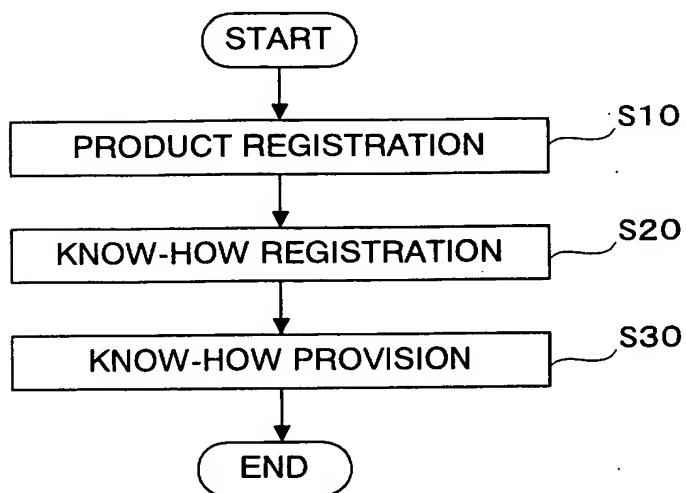 START
PRODUCT REGISTRATION
S10
KNOW-HOW REGISTRATION
S20
KNOW-HOW PROVISION
S30
END